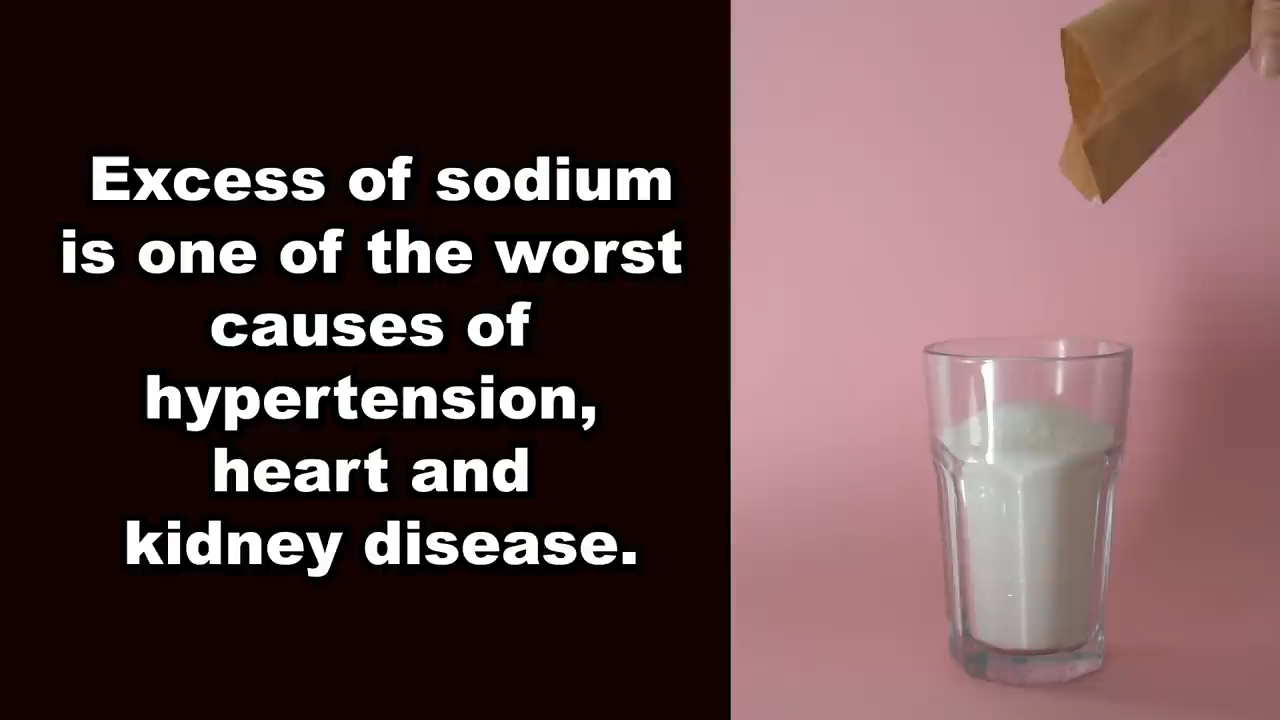 Excess of sodium
is one of the worst
causes of
hypertension,
heart and
kidney disease.